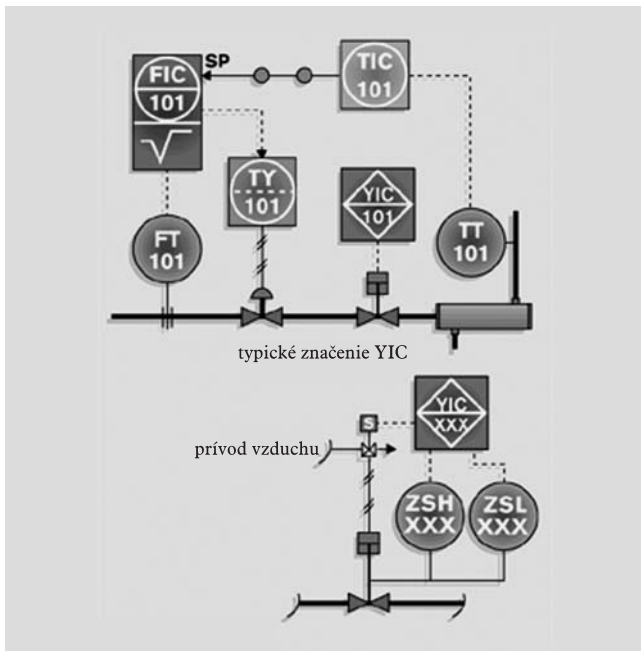 SP
FIC
101
TIC
101
TY
101
YIC
101
FT
101
TT
101
typické značenie YIC
S
YIC
XXX
prívod vzduchu
ZSH
XXX
ZSL
XXX